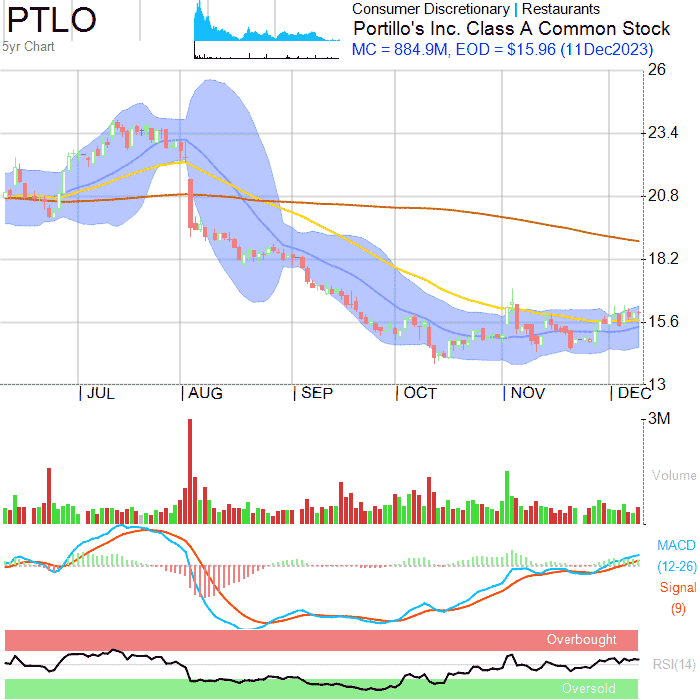 PTLO
5yr Chart
Consumer Discretionary | Restaurants
Portillo's Inc. Class A Common Stock
MC = 884.9M, EOD = $15.96 (11Dec2023)
26
23.4
20.8
18.2
15.6
13
JUL AUG SEP OCT NOV DEC
3M
Volume
MACD
(12-26)
Signal
(9)
Overbought
RSI(14)
Oversold